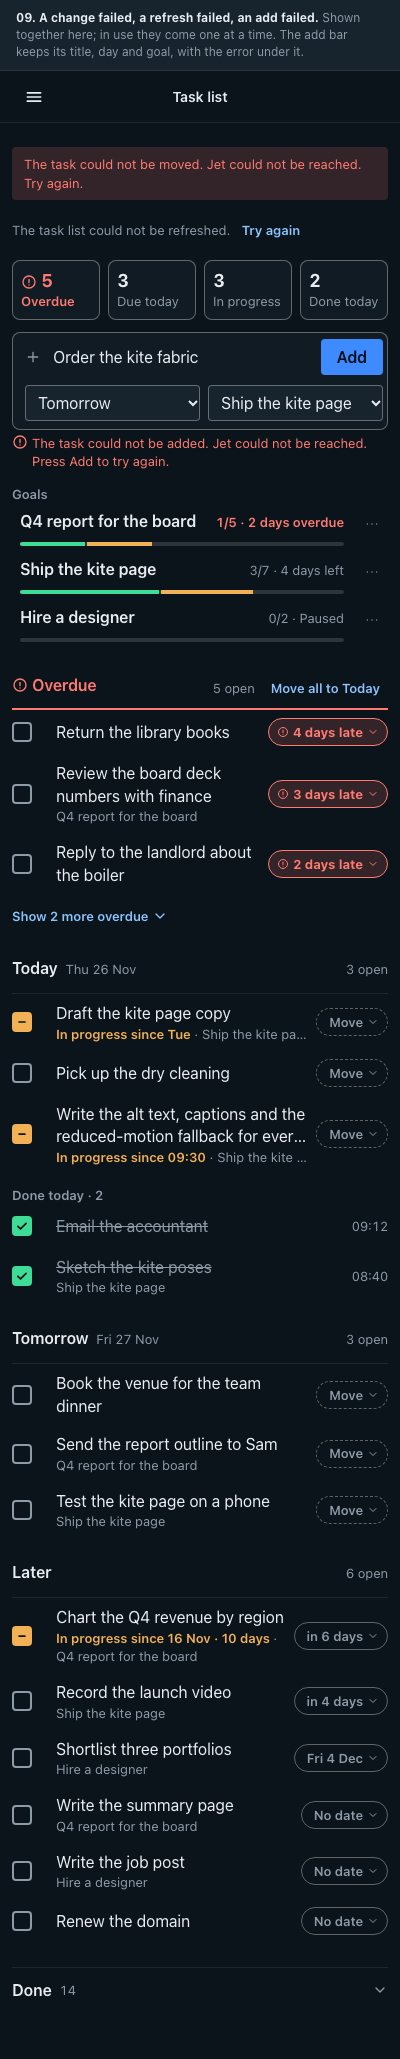 09. A change failed, a refresh failed, an add failed. Shown
together here; in use they come one at a time. The add bar
keeps its title, day and goal, with the error under it.
Task list
The task could not be moved. Jet could not be reached.
Try again.
The task list could not be refreshed. Try again
5
Overdue
3
Due today
3
In progress
2
Done today
Order the kite fabric
Add
Tomorrow
Ship the kite page
The task could not be added. Jet could not be reached.
Press Add to try again.
Goals
Q4 report for the board 1/5 · 2 days overdue ...
Ship the kite page 3/7 · 4 days left ...
Hire a designer 0/2 · Paused ...
Overdue 5 open Move all to Today
Return the library books 4 days late
Review the board deck
numbers with finance
Q4 report for the board
3 days late
Reply to the landlord about
the boiler
2 days late
Show 2 more overdue
Today Thu 26 Nov 3 open
Draft the kite page copy
In progress since Tue · Ship the kite pa...
Move
Pick up the dry cleaning Move
Write the alt text, captions and the
reduced-motion fallback for ever...
In progress since 09:30 · Ship the kite ...
Move
Done today · 2
Email the accountant 09:12
Sketch the kite poses
Ship the kite page
08:40
Tomorrow Fri 27 Nov 3 open
Book the venue for the team
dinner
Move
Send the report outline to Sam
Q4 report for the board
Move
Test the kite page on a phone
Ship the kite page
Move
Later 6 open
Chart the Q4 revenue by region
In progress since 16 Nov · 10 days ·
Q4 report for the board
in 6 days
Record the launch video
Ship the kite page
in 4 days
Shortlist three portfolios
Hire a designer
Fri 4 Dec
Write the summary page
Q4 report for the board
No date
Write the job post
Hire a designer
No date
Renew the domain No date
Done 14